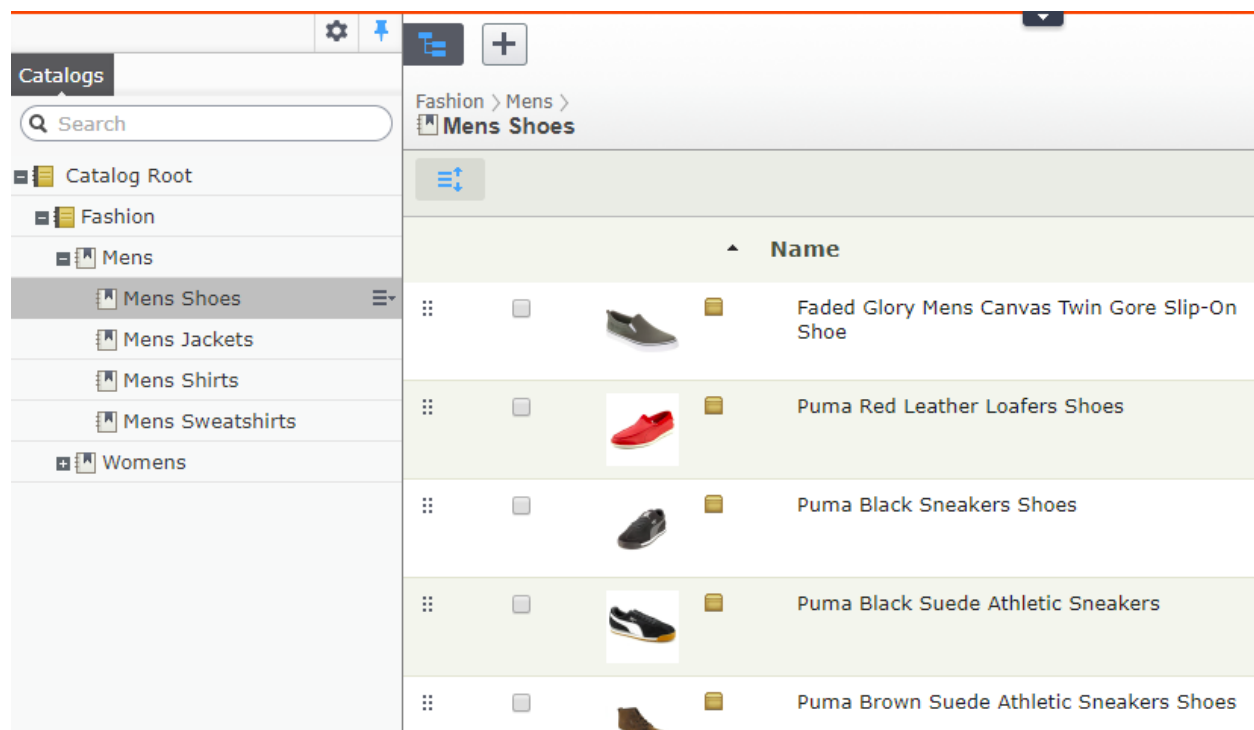 Catalogs
Search
Catalog Root
Fashion
Mens
Mens Shoes
Mens Jackets
Mens Shirts
Mens Sweatshirts
Womens
Fashion > Mens >
Mens Shoes
Name
Faded Glory Mens Canvas Twin Gore Slip-On
Shoe
Puma Red Leather Loafers Shoes
Puma Black Sneakers Shoes
Puma Black Suede Athletic Sneakers
Puma Brown Suede Athletic Sneakers Shoes